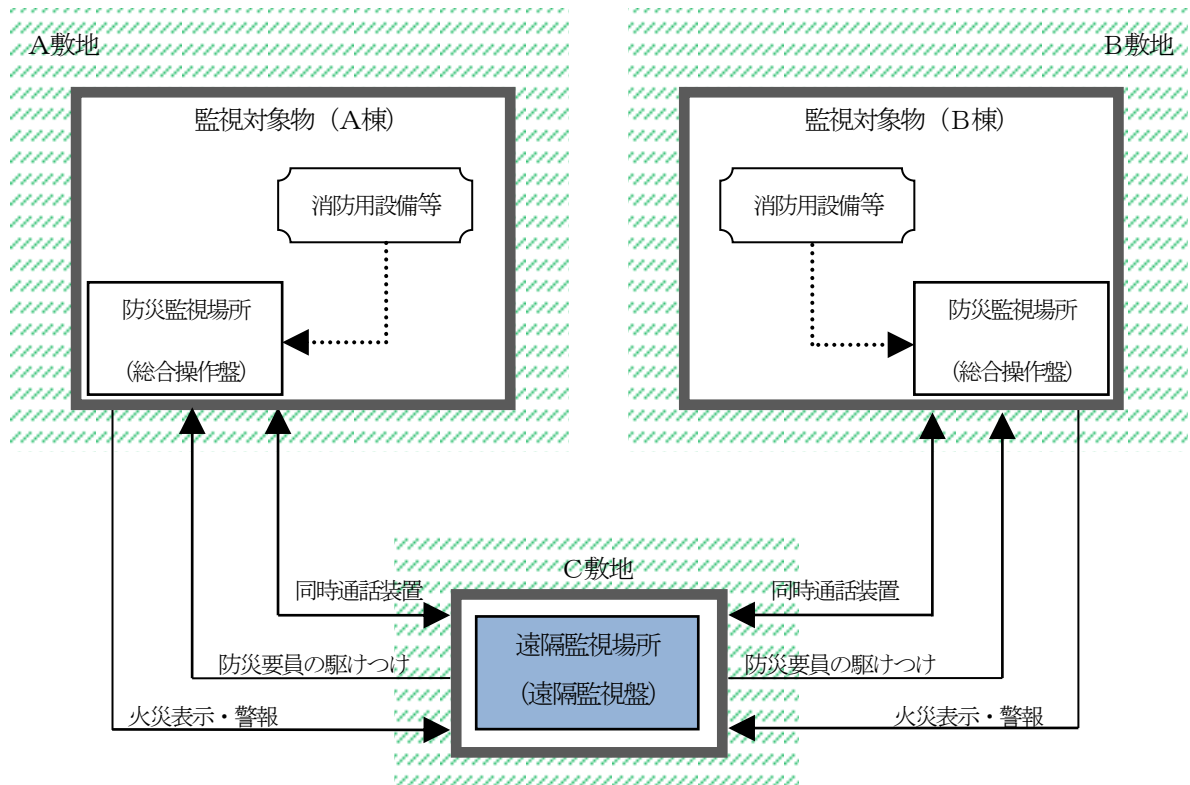 A敷地
監視対象物（A棟）
消防用設備等
防災監視場所
（総合操作盤）
B敷地
監視対象物（B棟）
消防用設備等
防災監視場所
（総合操作盤）
C敷地
同時通話装置
同時通話装置
遠隔監視場所
（遠隔監視盤）
防災要員の駆けつけ
防災要員の駆けつけ
火災表示・警報
火災表示・警報